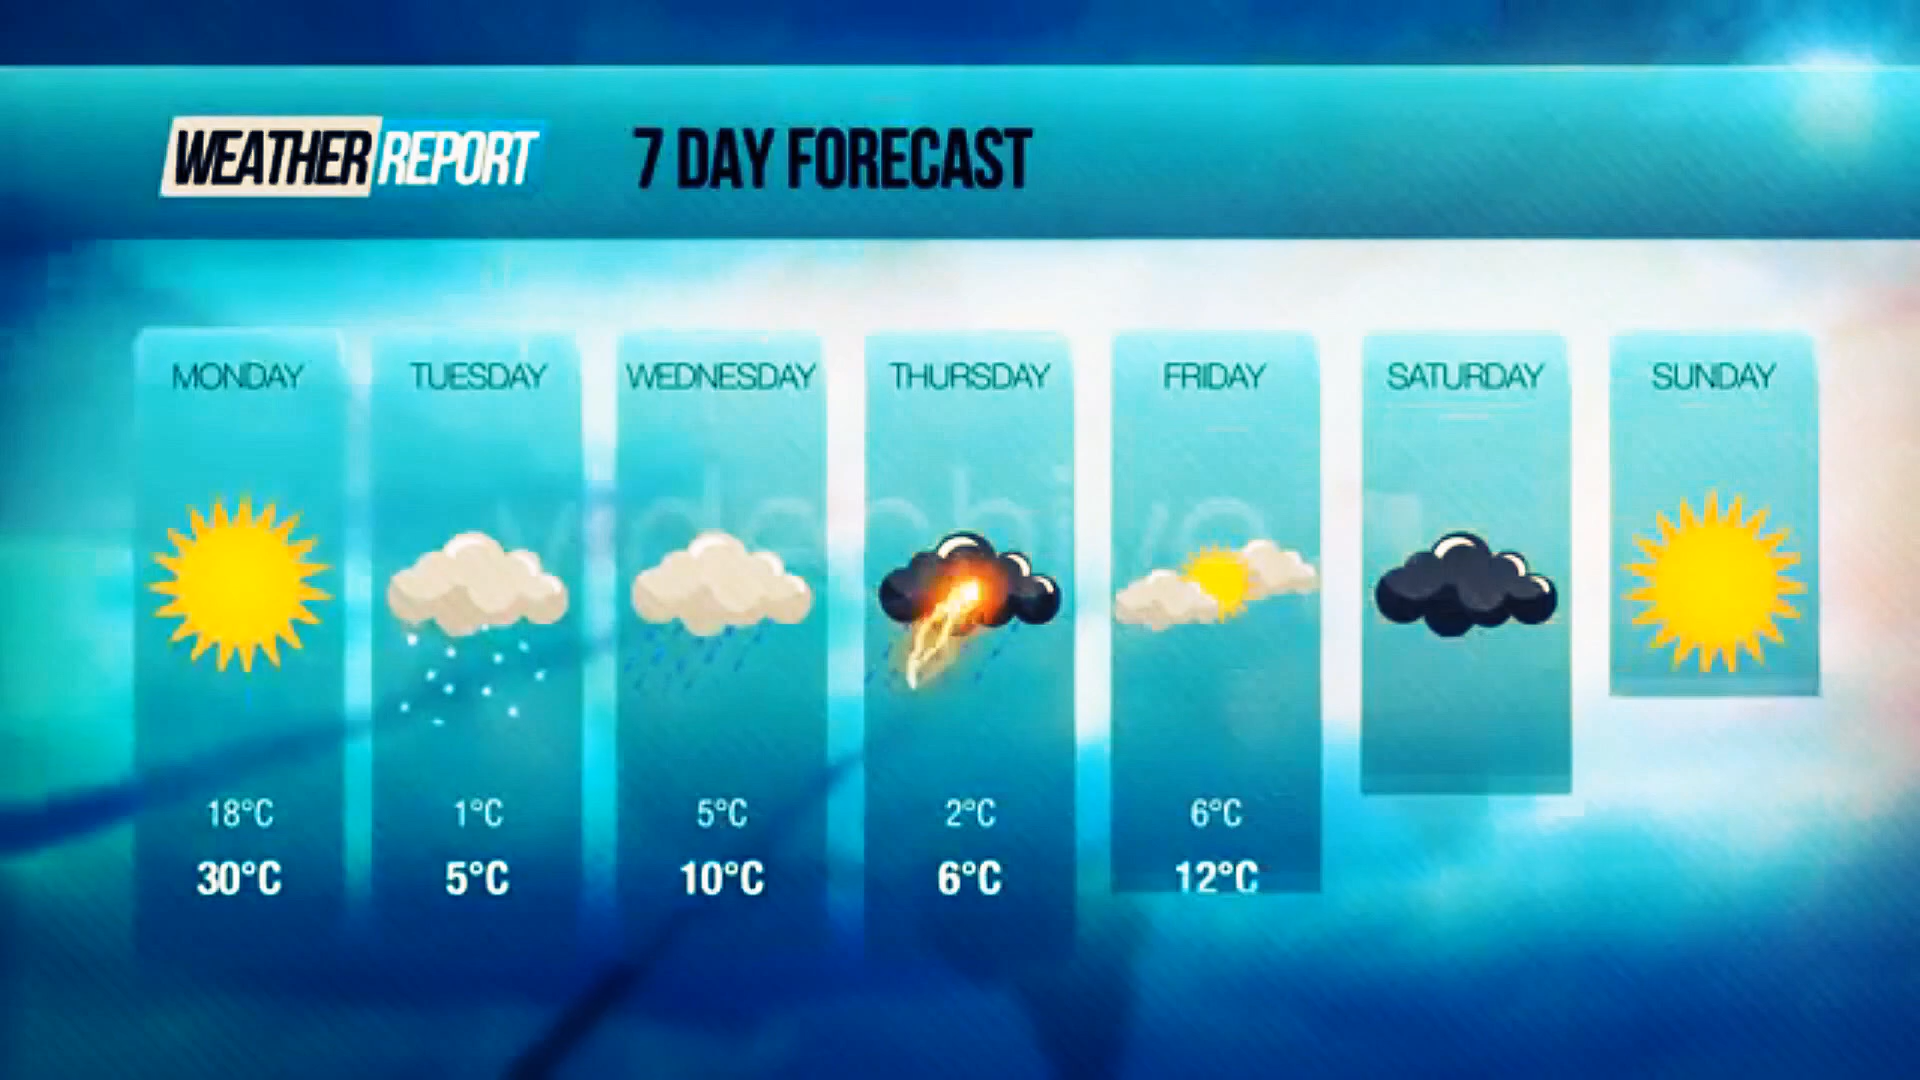 WEATHER REPORT
7 DAY FORECAST
MONDAY
18°C
30°C
TUESDAY
1°C
5°C
WEDNESDAY
5°C
10°C
THURSDAY
2°C
6°C
FRIDAY
6°C
12°C
SATURDAY
SUNDAY
videohive